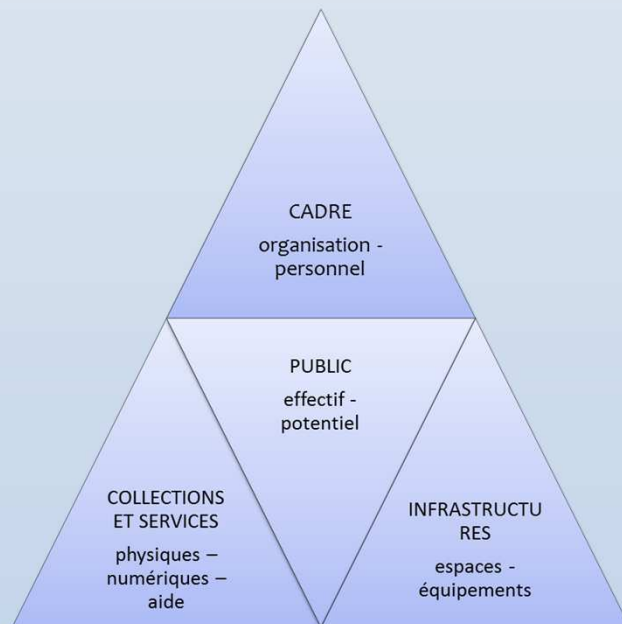 CADRE
organisation -
personnel
PUBLIC
effectif -
potentiel
COLLECTIONS
ET SERVICES
physiques –
numériques –
aide
INFRASTRUCTU
RES
espaces -
équipements